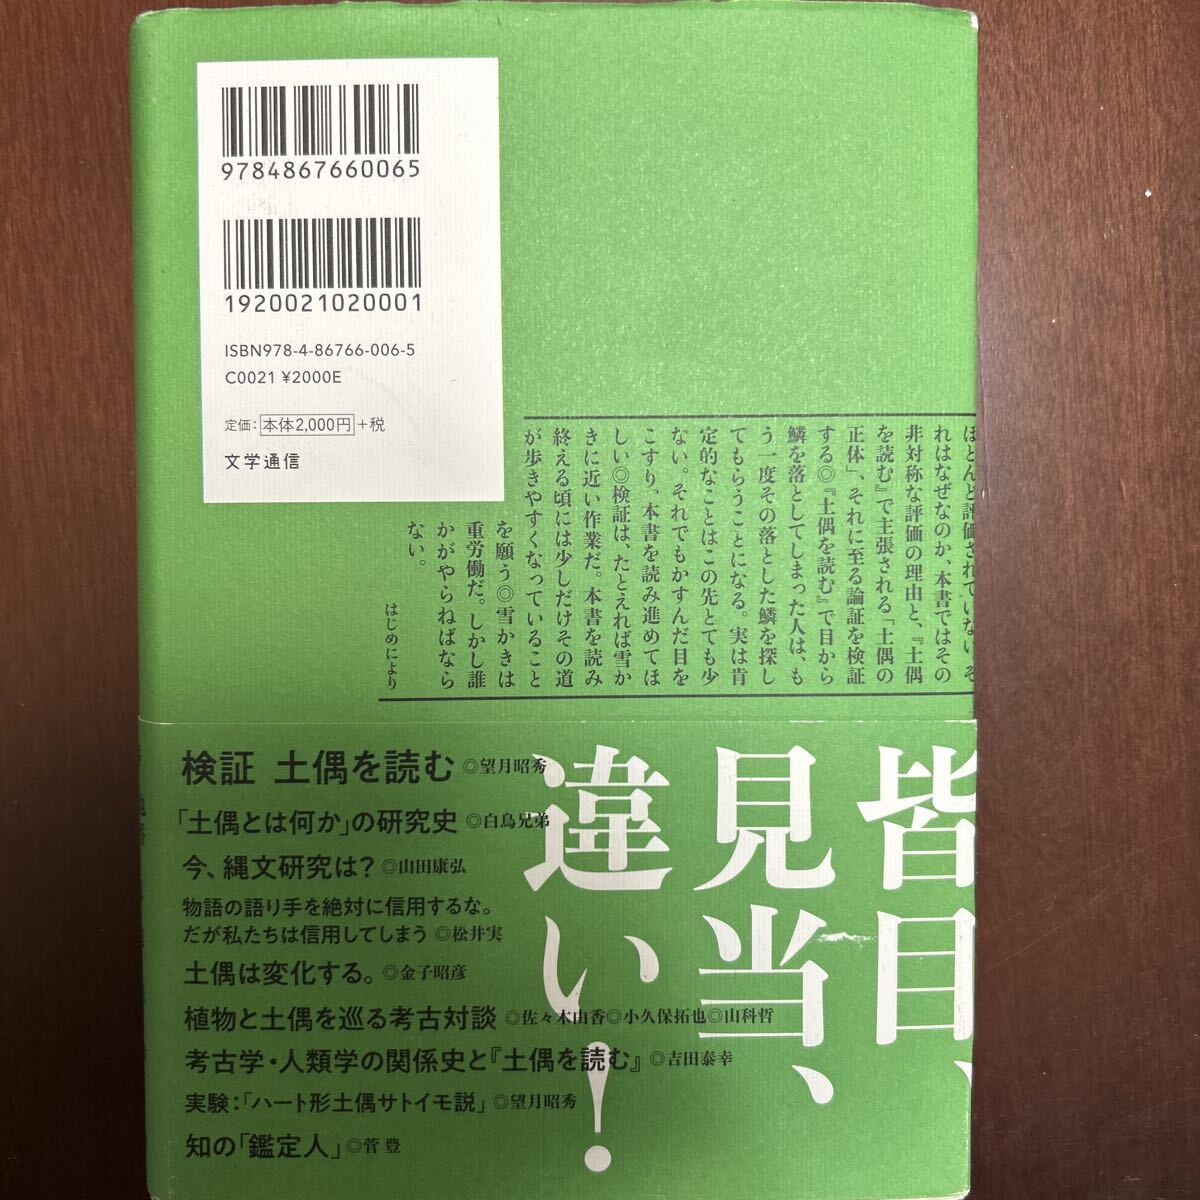 9784867660065
1920021020001
ISBN978-4-86766-006-5
C0021 ¥2000E
定価：本体2,000円＋税
文学通信
ほとんど評価されていない そ
れはなぜなのか、本書ではその
非対称な評価の理由と、『土偶
を読む』で主張される「土偶の
正体」、それに至る論証を検証
する◎『土偶を読む』で目から
鱗を落としてしまった人は、も
う一度その落とした鱗を探し
てもらうことになる。実は肯
定的なことはこの先とても少
ない。それでもかすんだ目を
こすり、本書を読み進めてほ
しい◎検証は、たとえれば雪か
きに近い作業だ。本書を読み
終える頃には少しだけその道
が歩きやすくなっていること
を願う◎雪かきは
重労働だ。しかし誰
かがやらねばなら
ない。
はじめにより
皆目、
見当、
違い！
検証 土偶を読む ◎望月昭秀
「土偶とは何か」の研究史 ◎白鳥兄弟
今、縄文研究は？ ◎山田康弘
物語の語り手を絶対に信用するな。
だが私たちは信用してしまう ◎松井実
土偶は変化する。 ◎金子昭彦
植物と土偶を巡る考古対談 ◎佐々木由香◎小久保拓也◎山科哲
考古学・人類学の関係史と『土偶を読む』 ◎吉田泰幸
実験：「ハート形土偶サトイモ説」 ◎望月昭秀
知の「鑑定人」 ◎菅 豊